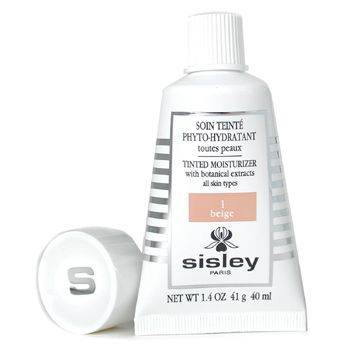 SOIN TEINTÉ
PHYTO-HYDRATANT
toutes peaux
TINTED MOISTURIZER
with botanical extracts
all skin types
1
beige
sisley
PARIS
NET WT 1.4 OZ 41 g 40 ml
S